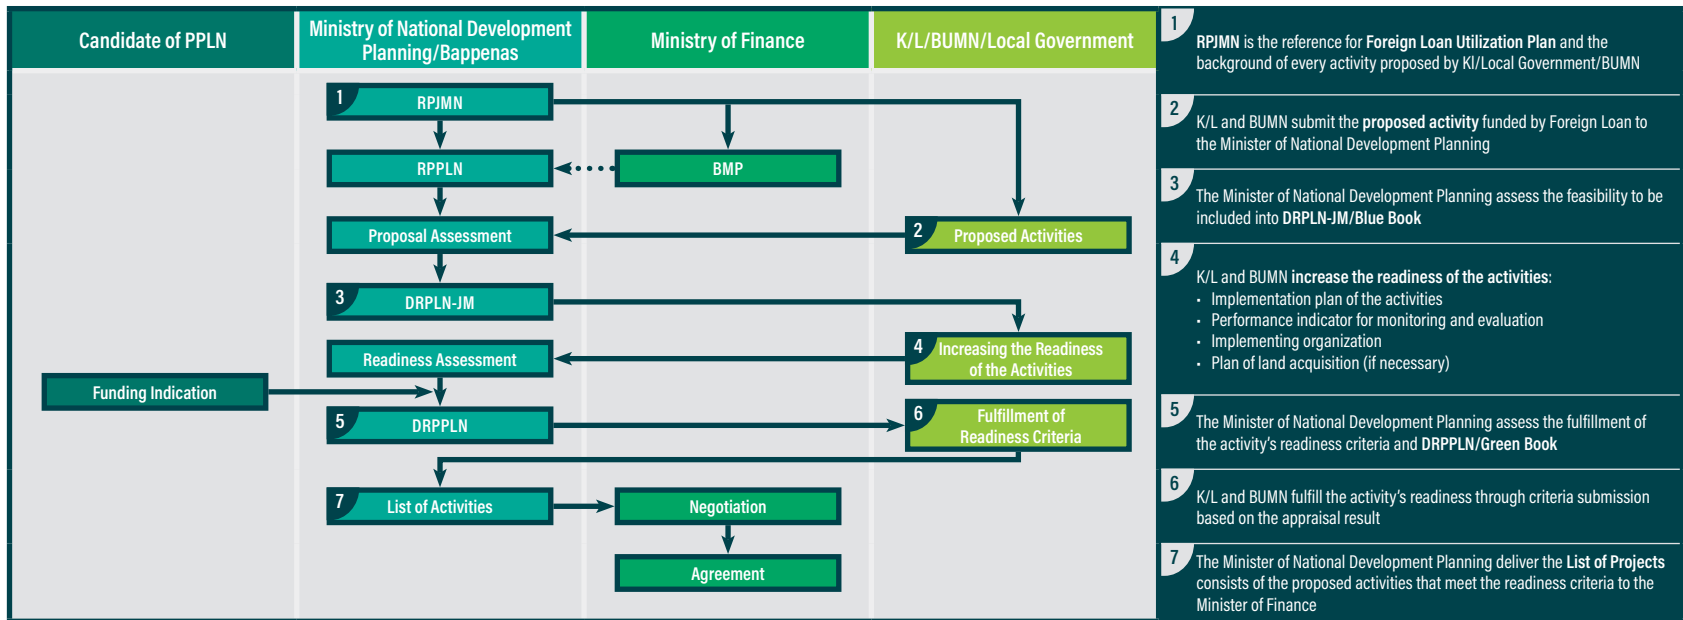 Candidate of PPLN
Ministry of National Development
Planning/Bappenas
Ministry of Finance
K/L/BUMN/Local Government
1
RPJMN
RPPLN
BMP
Proposal Assessment
2
Proposed Activities
3
DRPLN-JM
Readiness Assessment
4
Increasing the Readiness
of the Activities
Funding Indication
5
DRPPLN
6
Fulfillment of
Readiness Criteria
7
List of Activities
Negotiation
Agreement
1
RPJMN is the reference for Foreign Loan Utilization Plan and the
background of every activity proposed by Kl/Local Government/BUMN
2
K/L and BUMN submit the proposed activity funded by Foreign Loan to
the Minister of National Development Planning
3
The Minister of National Development Planning assess the feasibility to be
included into DRPLN-JM/Blue Book
4
K/L and BUMN increase the readiness of the activities:
• Implementation plan of the activities
• Performance indicator for monitoring and evaluation
• Implementing organization
• Plan of land acquisition (if necessary)
5
The Minister of National Development Planning assess the fulfillment of
the activity's readiness criteria and DRPPLN/Green Book
6
K/L and BUMN fulfill the activity's readiness through criteria submission
based on the appraisal result
7
The Minister of National Development Planning deliver the List of Projects
consists of the proposed activities that meet the readiness criteria to the
Minister of Finance